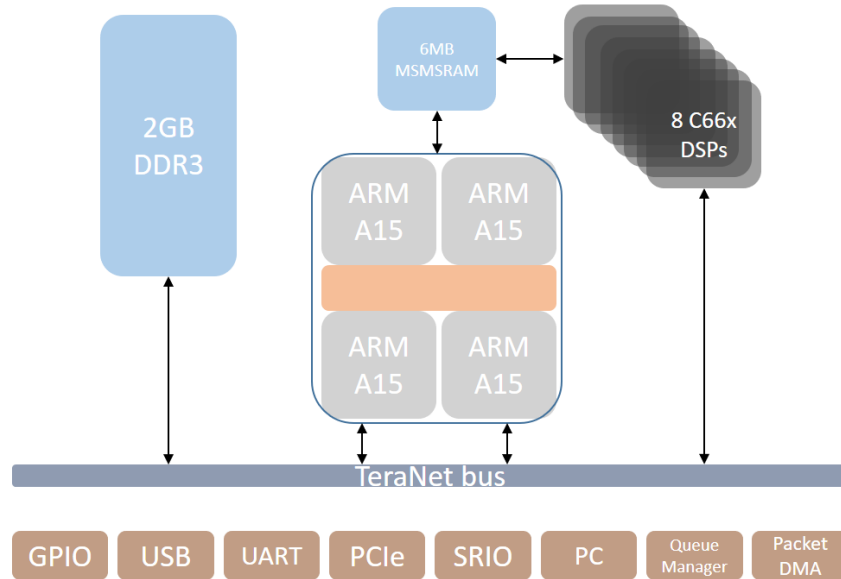 2GB
DDR3
6MB
MSMSRAM
8 C66x
DSPs
ARM
A15
ARM
A15
ARM
A15
ARM
A15
TeraNet bus
GPIO
USB
UART
PCIe
SRIO
PC
Queue
Manager
Packet
DMA